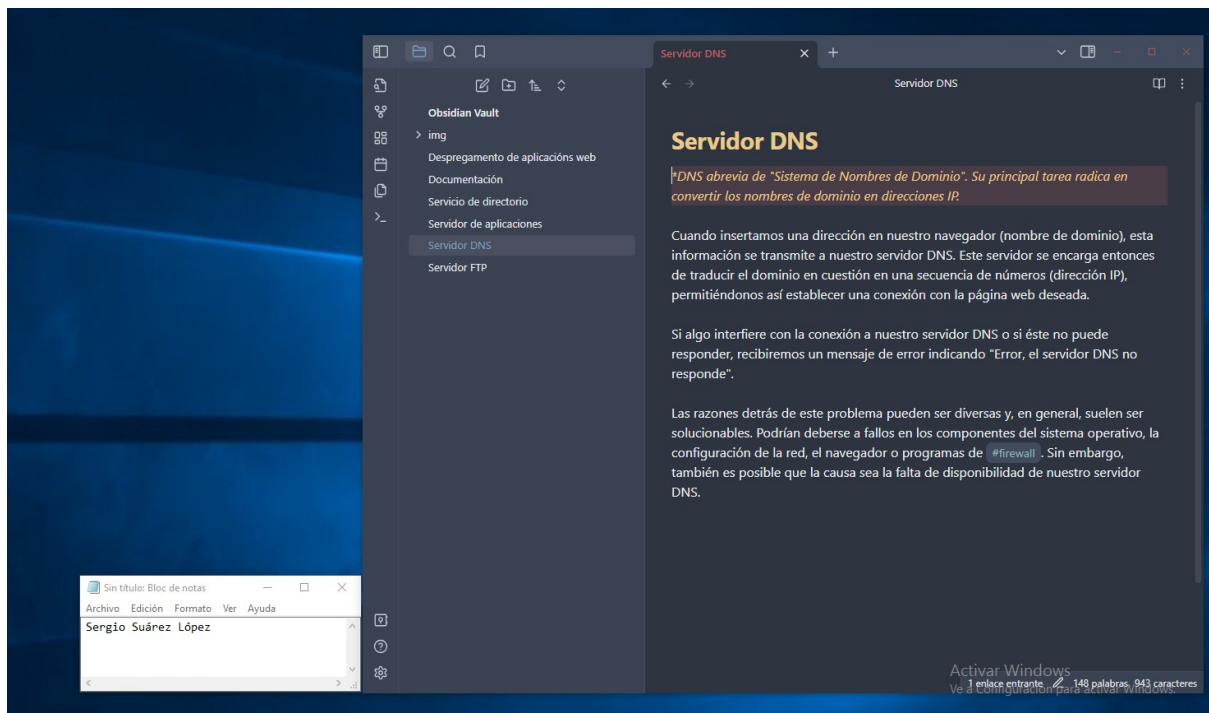 Servidor DNS
Servidor DNS
Obsidian Vault
img
Despregamento de aplicacións web
Documentación
Servicio de directorio
Servidor de aplicaciones
Servidor DNS
Servidor FTP
Servidor DNS
*DNS abrevia de "Sistema de Nombres de Dominio". Su principal tarea radica en
convertir los nombres de dominio en direcciones IP.
Cuando insertamos una dirección en nuestro navegador (nombre de dominio), esta
información se transmite a nuestro servidor DNS. Este servidor se encarga entonces
de traducir el dominio en cuestión en una secuencia de números (dirección IP),
permitiéndonos así establecer una conexión con la página web deseada.
Si algo interfiere con la conexión a nuestro servidor DNS o si éste no puede
responder, recibiremos un mensaje de error indicando "Error, el servidor DNS no
responde".
Las razones detrás de este problema pueden ser diversas y, en general, suelen ser
solucionables. Podrían deberse a fallos en los componentes del sistema operativo, la
configuración de la red, el navegador o programas de #firewall . Sin embargo,
también es posible que la causa sea la falta de disponibilidad de nuestro servidor
DNS.
Sin título: Bloc de notas
Archivo Edición Formato Ver Ayuda
Sergio Suárez López
Activar Windows
Ve a Configuración para activar Windows.
1 enlace entrante 148 palabras 943 caracteres